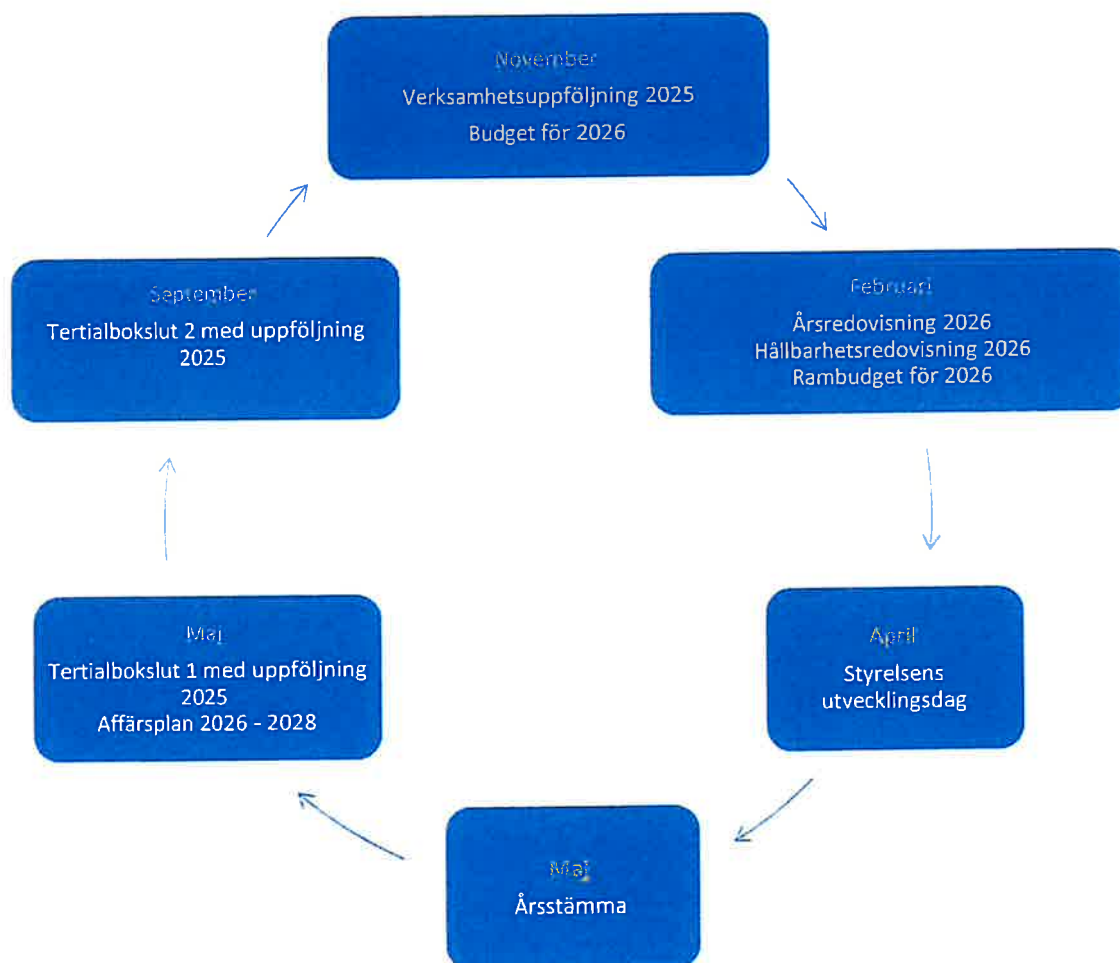 November
Verksamhetsuppföljning 2025
Budget för 2026
Februari
Årsredovisning 2026
Hållbarhetsredovisning 2026
Rambudget för 2026
April
Styrelsens
utvecklingsdag
Maj
Årsstämma
Maj
Tertialbokslut 1 med uppföljning
2025
Affärsplan 2026 - 2028
September
Tertialbokslut 2 med uppföljning
2025